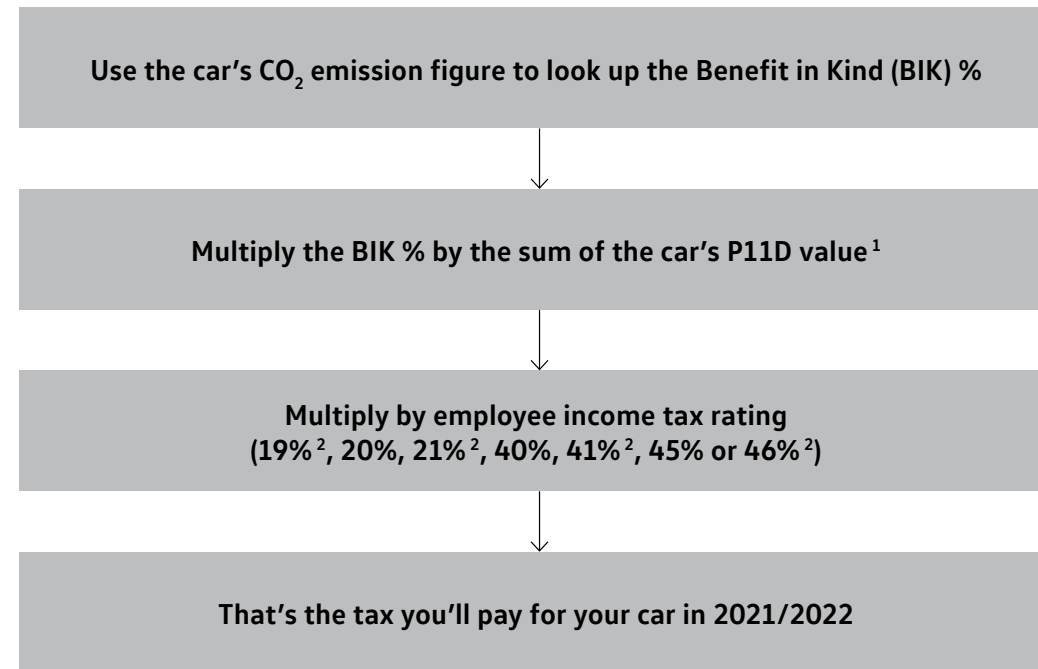 Use the car's CO₂ emission figure to look up the Benefit in Kind (BIK) %
Multiply the BIK % by the sum of the car's P11D value ¹
Multiply by employee income tax rating
(19% ², 20%, 21% ², 40%, 41% ², 45% or 46% ²)
That's the tax you'll pay for your car in 2021/2022